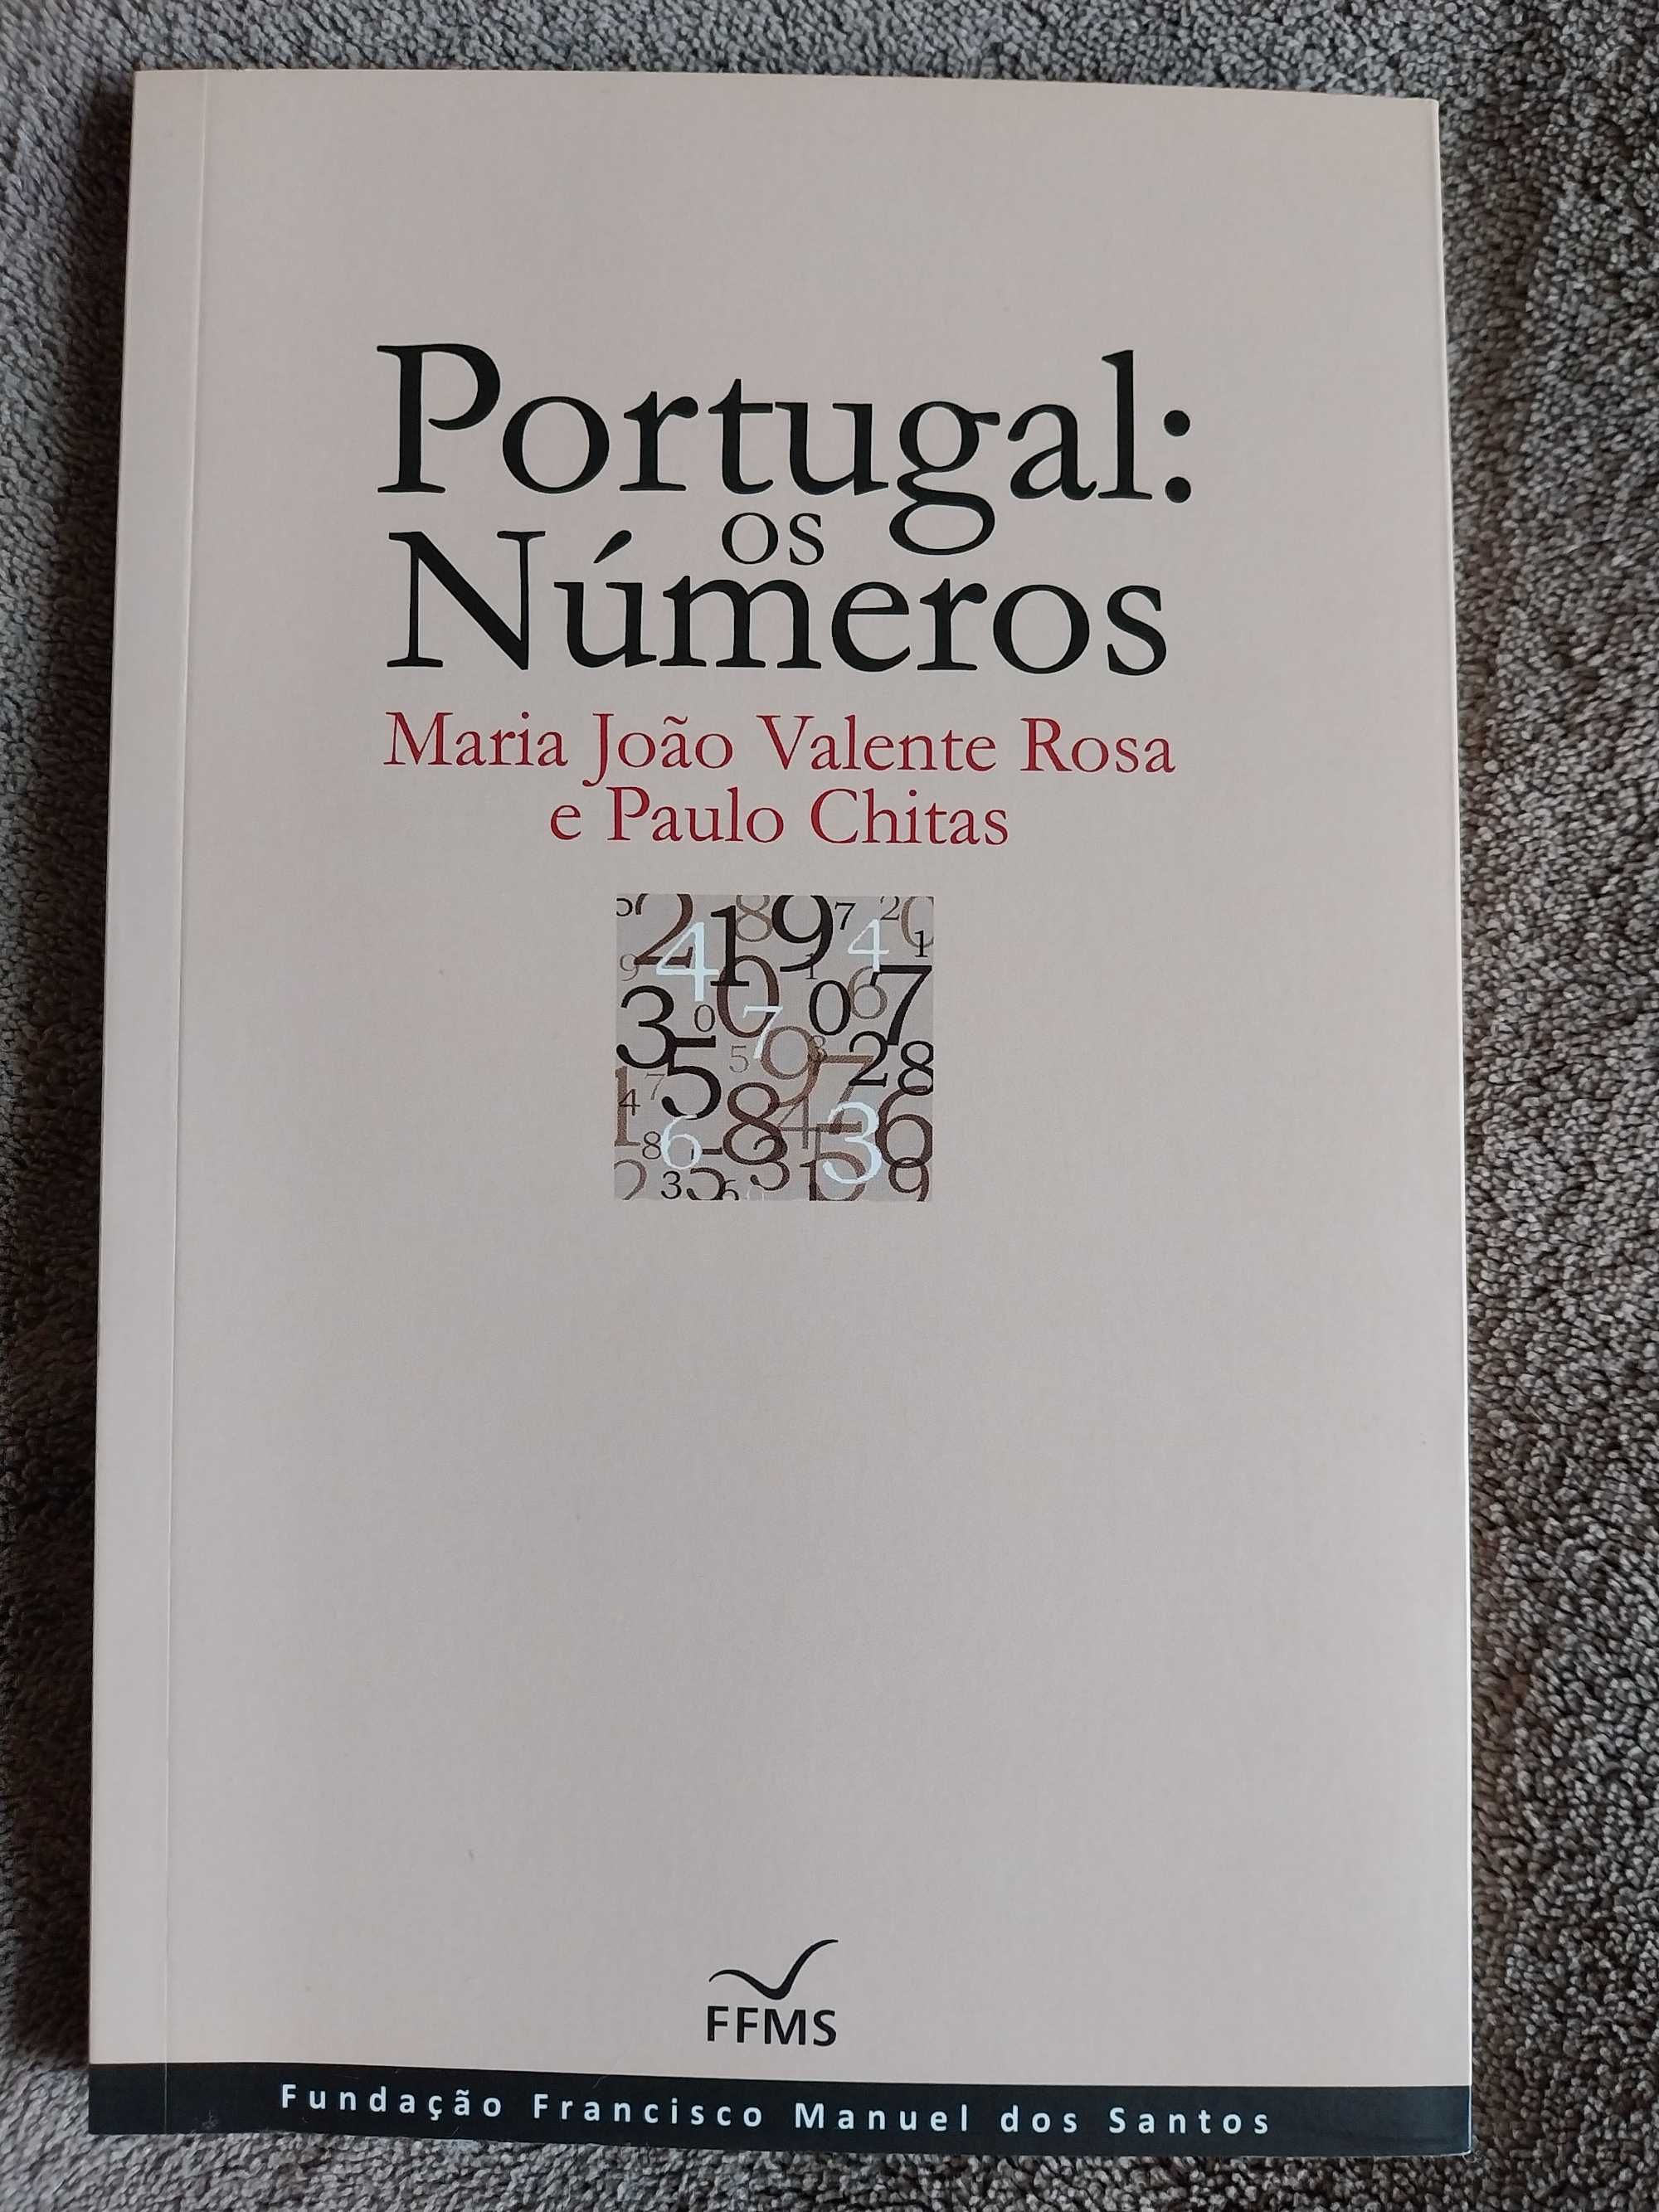 Portugal:
os
Números
Maria João Valente Rosa
e Paulo Chitas
FFMS
Fundação Francisco Manuel dos Santos